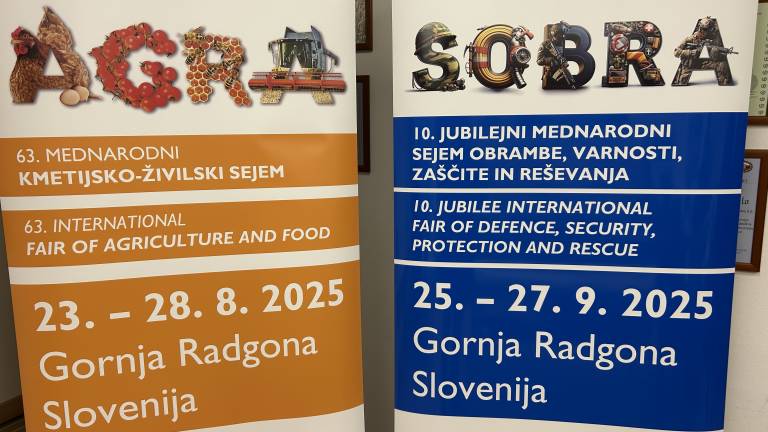 AGRA
63. MEDNARODNI
KMETIJSKO-ŽIVILSKI SEJEM
63. INTERNATIONAL
FAIR OF AGRICULTURE AND FOOD
23. – 28. 8. 2025
Gornja Radgona
Slovenija
SOBRA
10. JUBILEJNI MEDNARODNI
SEJEM OBRAMBE, VARNOSTI,
ZAŠČITE IN REŠEVANJA
10. JUBILEE INTERNATIONAL
FAIR OF DEFENCE, SECURITY,
PROTECTION AND RESCUE
25. – 27. 9. 2025
Gornja Radgona
Slovenija